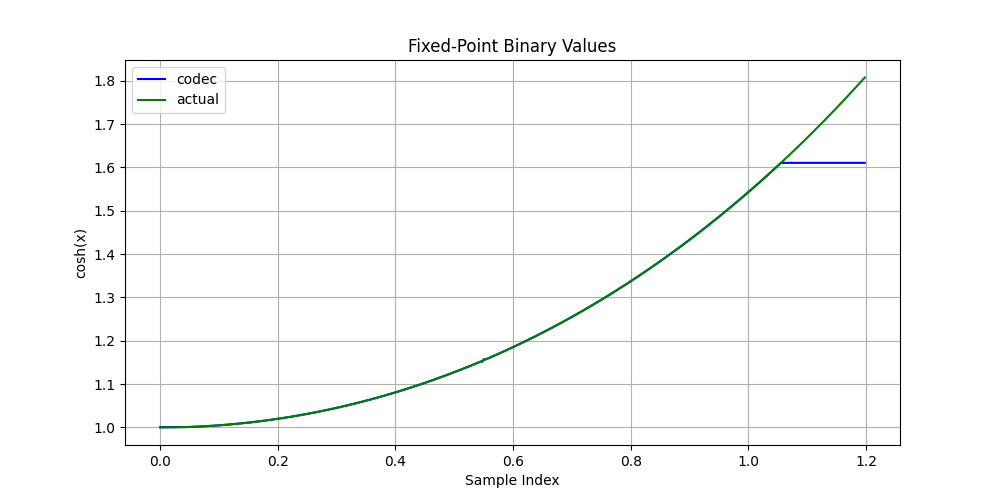 Fixed-Point Binary Values
codec
actual
1.8
1.7
1.6
1.5
1.4
1.3
1.2
1.1
1.0
cosh(x)
0.0 0.2 0.4 0.6 0.8 1.0 1.2
Sample Index